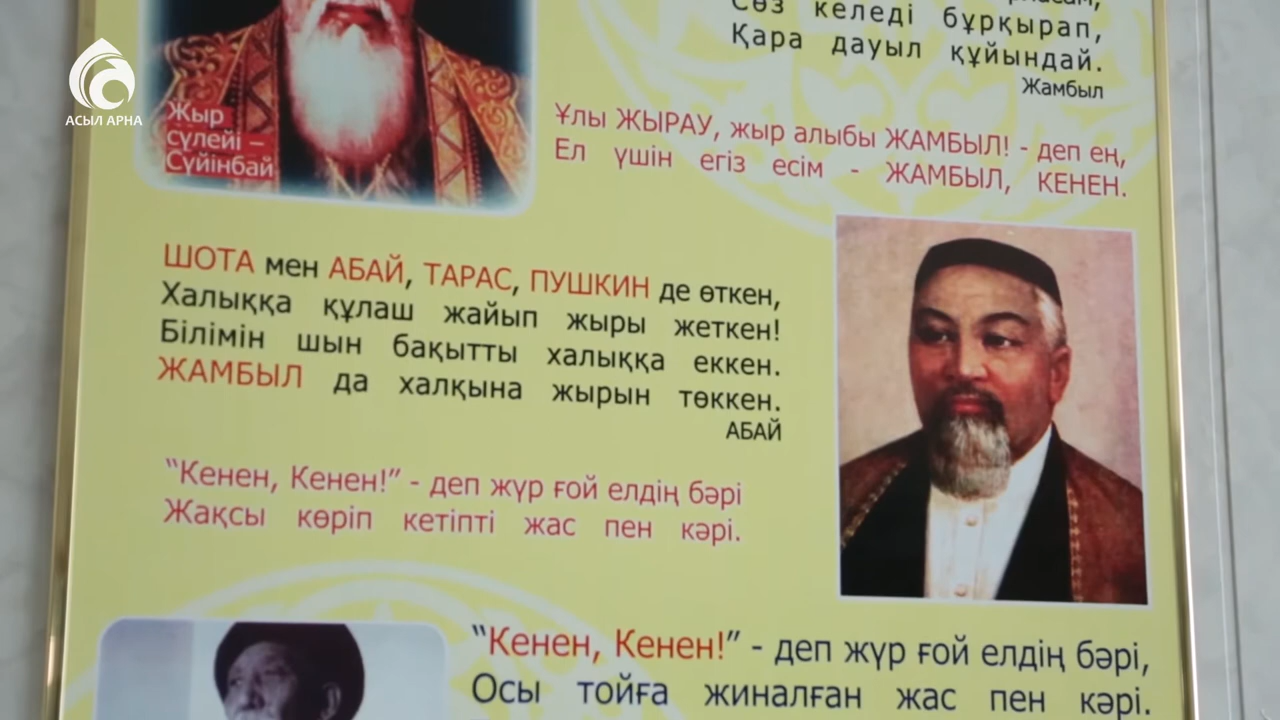 Сөз келеді бұрқырап,
Қара дауыл құйындай.
Жамбыл
АСЫЛ АРНА
Жыр
сүлейі –
Сүйінбай
Ұлы ЖЫРАУ, жыр алыбы ЖАМБЫЛ! - деп ең,
Ел үшін егіз есім - ЖАМБЫЛ, КЕНЕН.
ШОТА мен АБАЙ, ТАРАС, ПУШКИН де өткен,
Халыққа құлаш жайып жыры жеткен!
Білімін шын бақытты халыққа еккен.
ЖАМБЫЛ да халқына жырын төккен.
АБАЙ
“Кенен, Кенен!” - деп жүр ғой елдің бәрі
Жақсы көріп кетіпті жас пен кәрі.
“Кенен, Кенен!” - деп жүр ғой елдің бәрі,
Осы тойға жиналған жас пен кәрі.